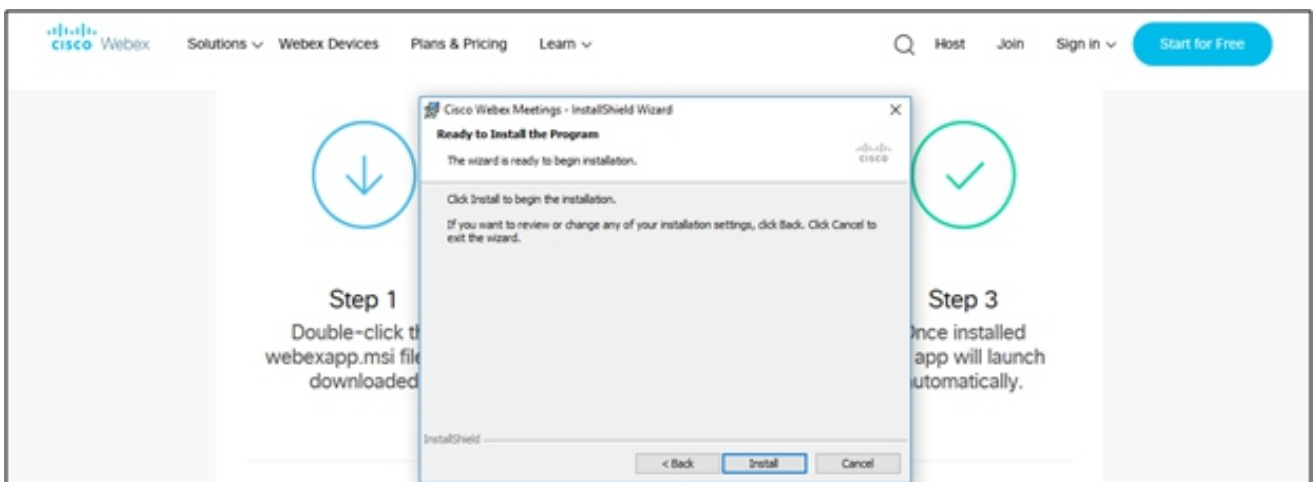 CISCO Webex Solutions Webex Devices Plans & Pricing Learn Host Join Sign in Start for Free
Cisco Webex Meetings - InstallShield Wizard
Ready to Install the Program
The wizard is ready to begin installation.
CISCO
Click Install to begin the installation.
If you want to review or change any of your installation settings, click Back. Click Cancel to
exit the wizard.
Step 1
Double-click th
webexapp.msi file
downloaded
Step 3
Once installed
app will launch
automatically.
InstallShield
< Back Install Cancel